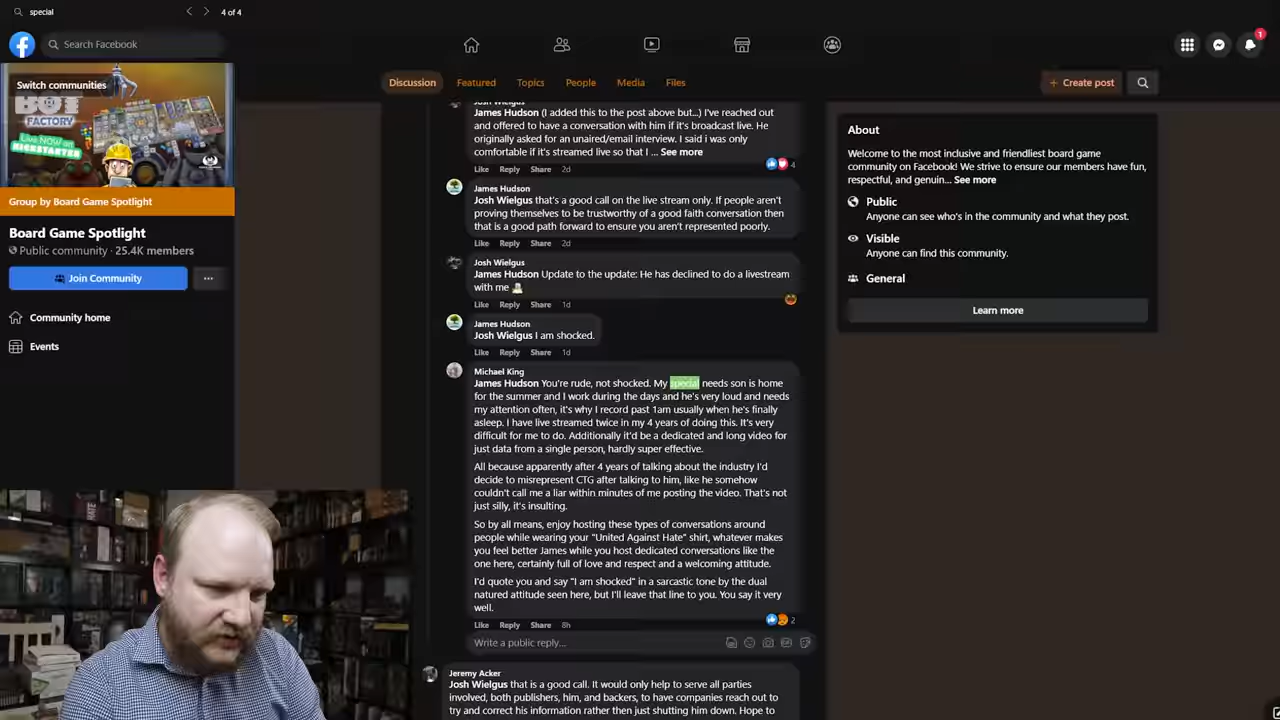 special
4 of 4
Search Facebook
1
Switch communities
BOT
FACTORY
LIVE NOW ON
KICKSTARTER
Group by Board Game Spotlight
Board Game Spotlight
Public community · 25.4K members
Join Community
Community home
Events
Discussion
Featured
Topics
People
Media
Files
+ Create post
Josh Wielgus
James Hudson (I added this to the post above but...) I've reached out
and offered to have a conversation with him if it's broadcast live. He
originally asked for an unaired/email interview. I said i was only
comfortable if it's streamed live so that I ... See more
Like Reply Share 2d
4
James Hudson
Josh Wielgus that's a good call on the live stream only. If people aren't
proving themselves to be trustworthy of a good faith conversation then
that is a good path forward to ensure you aren't represented poorly.
Like Reply Share 2d
Josh Wielgus
James Hudson Update to the update: He has declined to do a livestream
with me
Like Reply Share 1d
James Hudson
Josh Wielgus I am shocked.
Like Reply Share 1d
Michael King
James Hudson You're rude, not shocked. My special needs son is home
for the summer and I work during the days and he's very loud and needs
my attention often, it's why I record past 1am usually when he's finally
asleep. I have live streamed twice in my 4 years of doing this. It's very
difficult for me to do. Additionally it'd be a dedicated and long video for
just data from a single person, hardly super effective.
All because apparently after 4 years of talking about the industry I'd
decide to misrepresent CTG after talking to him, like he somehow
couldn't call me a liar within minutes of me posting the video. That's not
just silly, it's insulting.
So by all means, enjoy hosting these types of conversations around
people while wearing your "United Against Hate" shirt, whatever makes
you feel better James while you host dedicated conversations like the
one here, certainly full of love and respect and a welcoming attitude.
I'd quote you and say "I am shocked" in a sarcastic tone by the dual
natured attitude seen here, but I'll leave that line to you. You say it very
well.
Like Reply Share 8h
2
Write a public reply...
GIF
Jeremy Acker
Josh Wielgus that is a good call. It would only help to serve all parties
involved, both publishers, him, and backers, to have companies reach out to
try and correct his information rather then just shutting him down. Hope to
About
Welcome to the most inclusive and friendliest board game
community on Facebook! We strive to ensure our members have fun,
respectful, and genuin... See more
Public
Anyone can see who's in the community and what they post.
Visible
Anyone can find this community.
General
Learn more